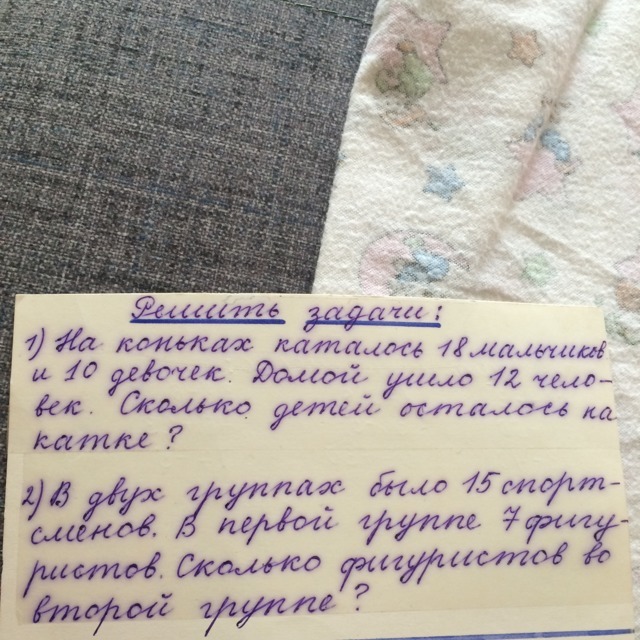 Решить задачи:
1) На коньках каталось 18 мальчиков
и 10 девочек. Домой ушло 12 чело-
век. Сколько детей осталось на
катке?
2) В двух группах было 15 спорт-
сменов. В первой группе 7 фигу-
ристов. Сколько фигуристов во
второй группе?